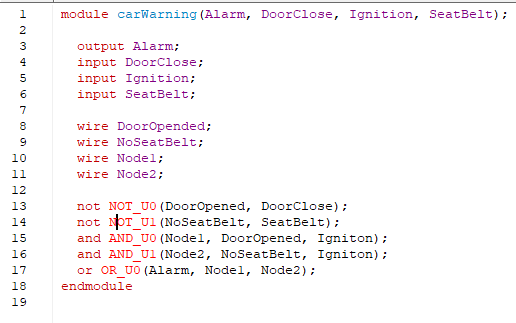 1 module carWarning(Alarm, DoorClose, Ignition, SeatBelt);
2
3 output Alarm;
4 input DoorClose;
5 input Ignition;
6 input SeatBelt;
7
8 wire DoorOpended;
9 wire NoSeatBelt;
10 wire Node1;
11 wire Node2;
12
13 not NOT_U0(DoorOpened, DoorClose);
14 not NOT_U1(NoSeatBelt, SeatBelt);
15 and AND_U0(Node1, DoorOpened, Igniton);
16 and AND_U1(Node2, NoSeatBelt, Igniton);
17 or OR_U0(Alarm, Node1, Node2);
18 endmodule
19